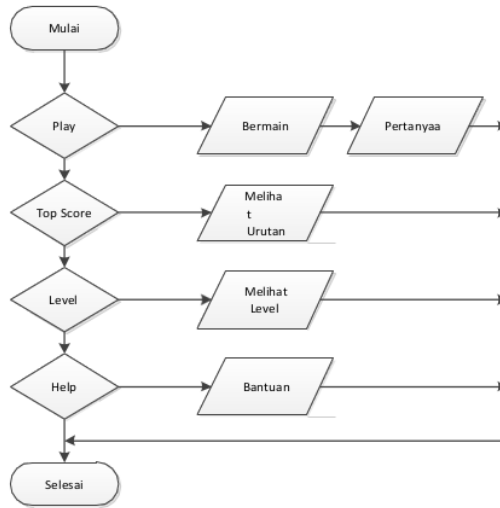 Mulai
Play
Bermain
Pertanyaa
Top Score
Meliha
t
Urutan
Level
Melihat
Level
Help
Bantuan
Selesai